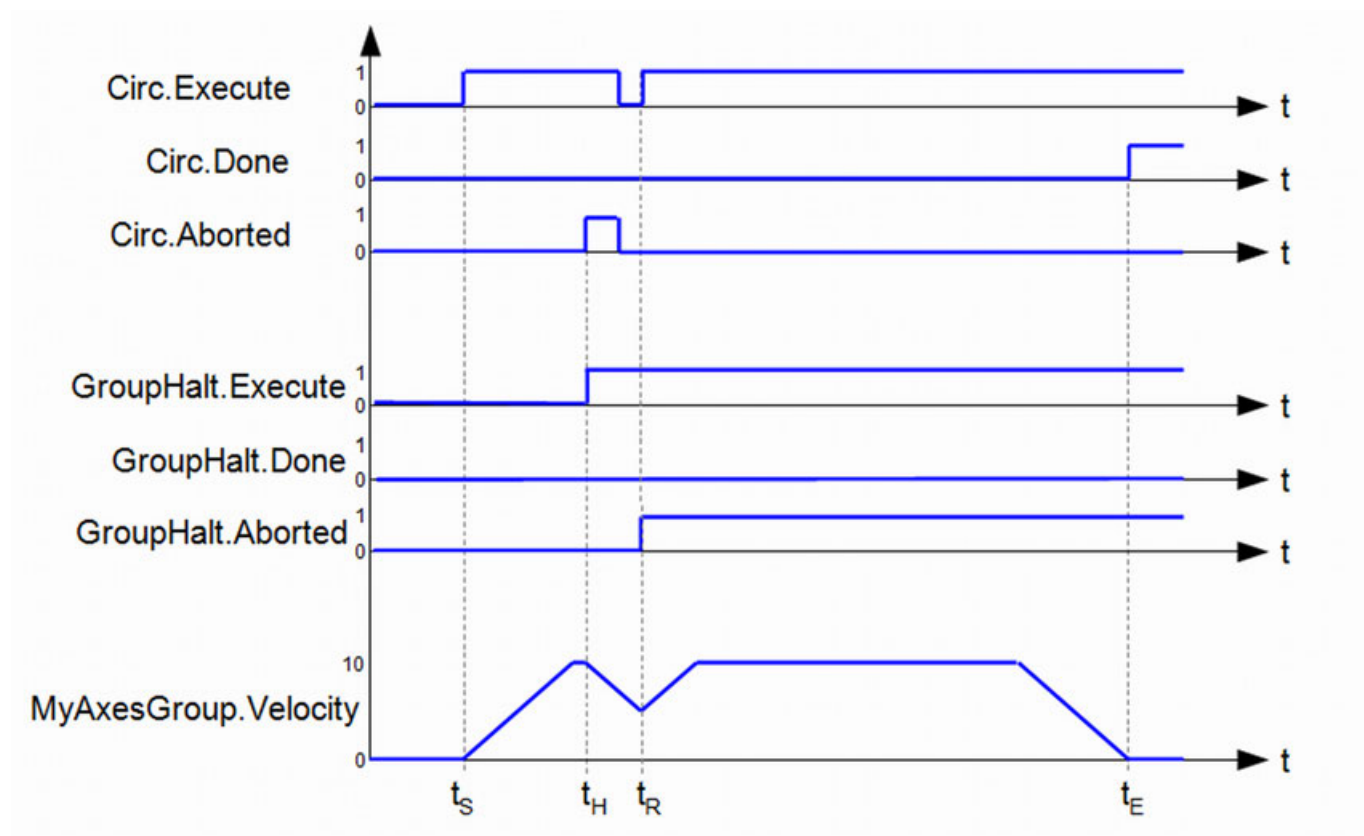 Circ.Execute
1
0
t
Circ.Done
1
0
t
Circ.Aborted
1
0
t
GroupHalt.Execute
1
0
t
GroupHalt.Done
1
0
t
GroupHalt.Aborted
1
0
t
10
MyAxesGroup.Velocity
0
t
tS tH tR tE